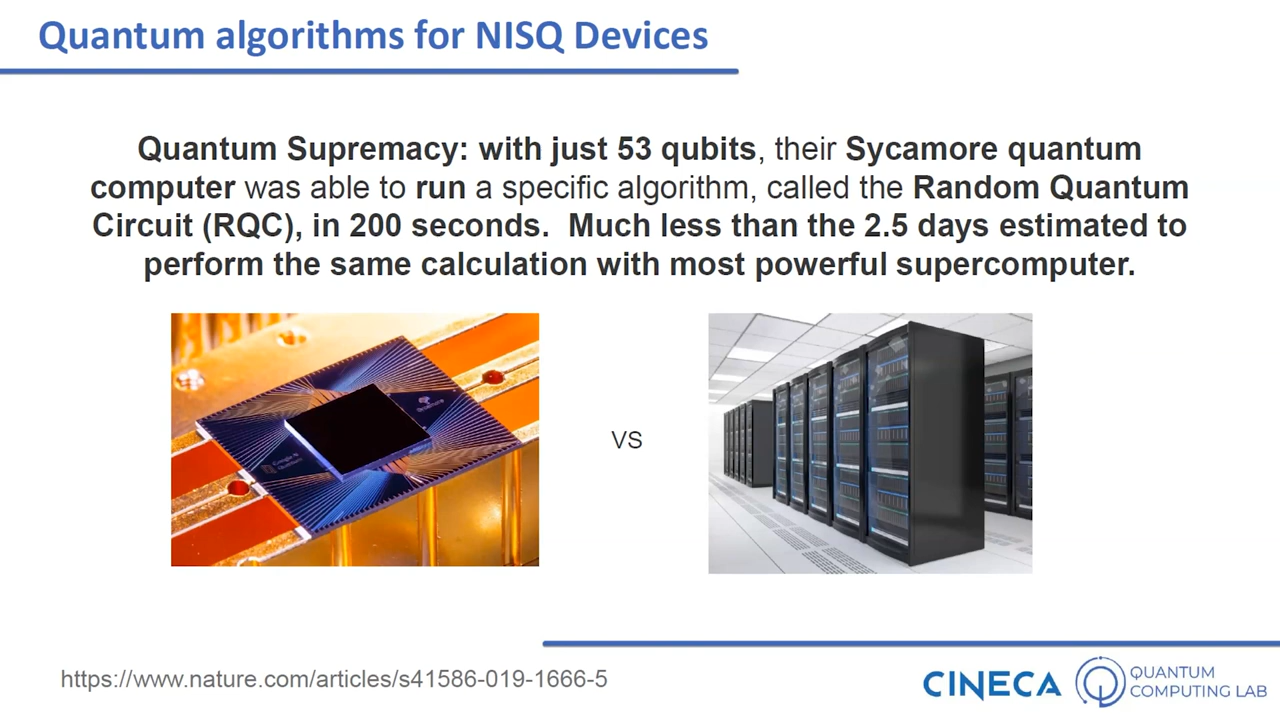 Quantum algorithms for NISQ Devices
Quantum Supremacy: with just 53 qubits, their Sycamore quantum
computer was able to run a specific algorithm, called the Random Quantum
Circuit (RQC), in 200 seconds.  Much less than the 2.5 days estimated to
perform the same calculation with most powerful supercomputer.
VS
https://www.nature.com/articles/s41586-019-1666-5
CINECA
QUANTUM
COMPUTING LAB